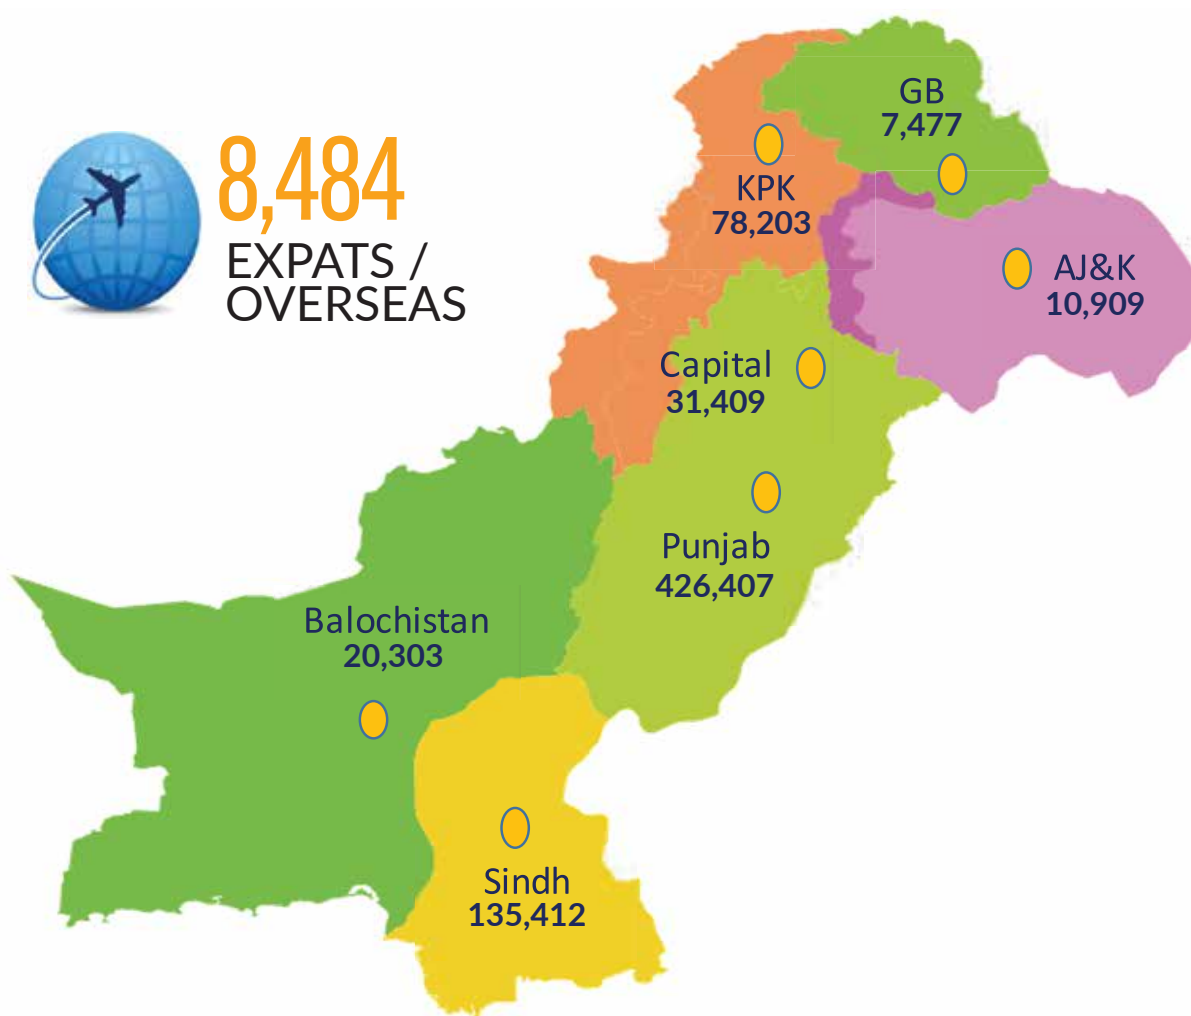 8,484
EXPATS /
OVERSEAS
GB
7,477
KPK
78,203
AJ&K
10,909
Capital
31,409
Punjab
426,407
Balochistan
20,303
Sindh
135,412